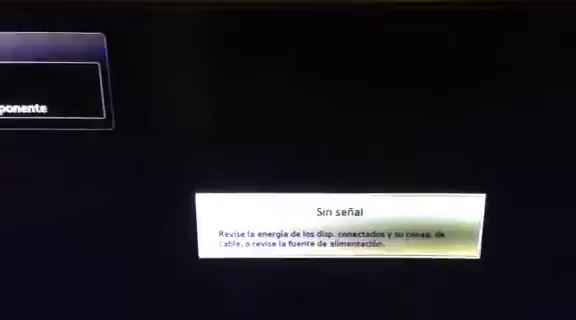 ponente
Sin señal
Revise la energía de los disp. conectados y su conex. de
cable, o revise la fuente de alimentación.